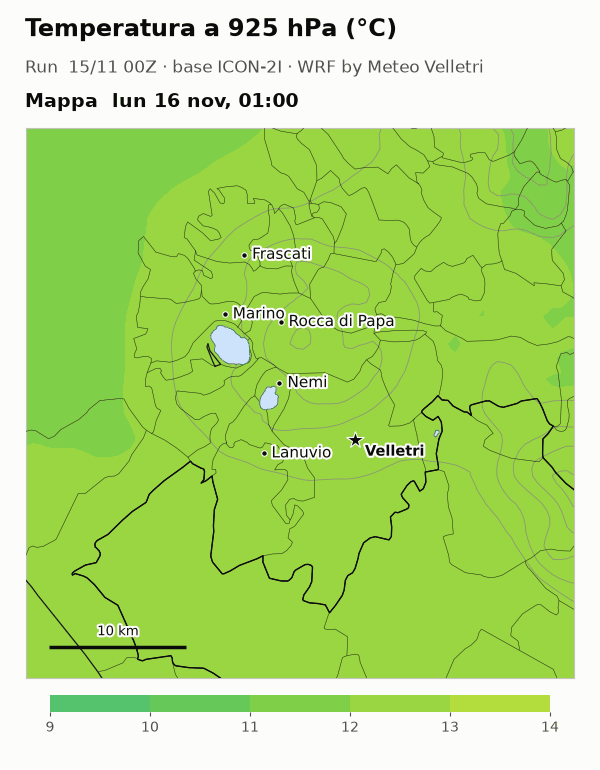 Temperatura a 925 hPa (°C)
Run  15/11 00Z · base ICON-2I · WRF by Meteo Velletri
Mappa  lun 16 nov, 01:00
Frascati
Marino
Rocca di Papa
Nemi
Velletri
Lanuvio
10 km
9 10 11 12 13 14